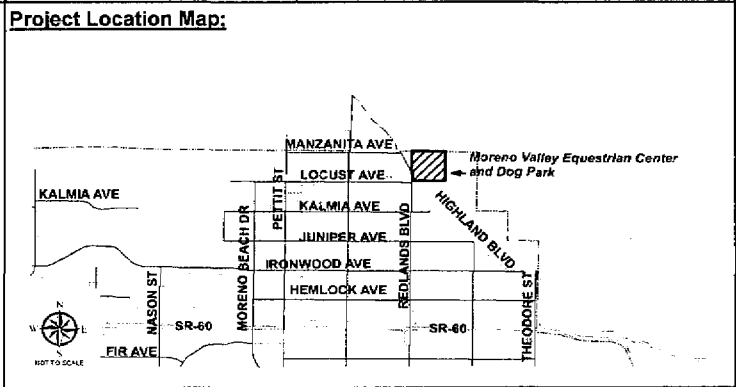 Project Location Map:
MANZANITA AVE
Moreno Valley Equestrian Center
and Dog Park
LOCUST AVE
KALMIA AVE
PETTIT ST
KALMIA AVE
HIGHLAND BLVD
MORENO BEACH DR
JUNIPER AVE
REDLANDS BLVD
IRONWOOD AVE
NASON ST
HEMLOCK AVE
THEODORE ST
N
W E
S
NOT TO SCALE
SR-60
SR-60
FIR AVE